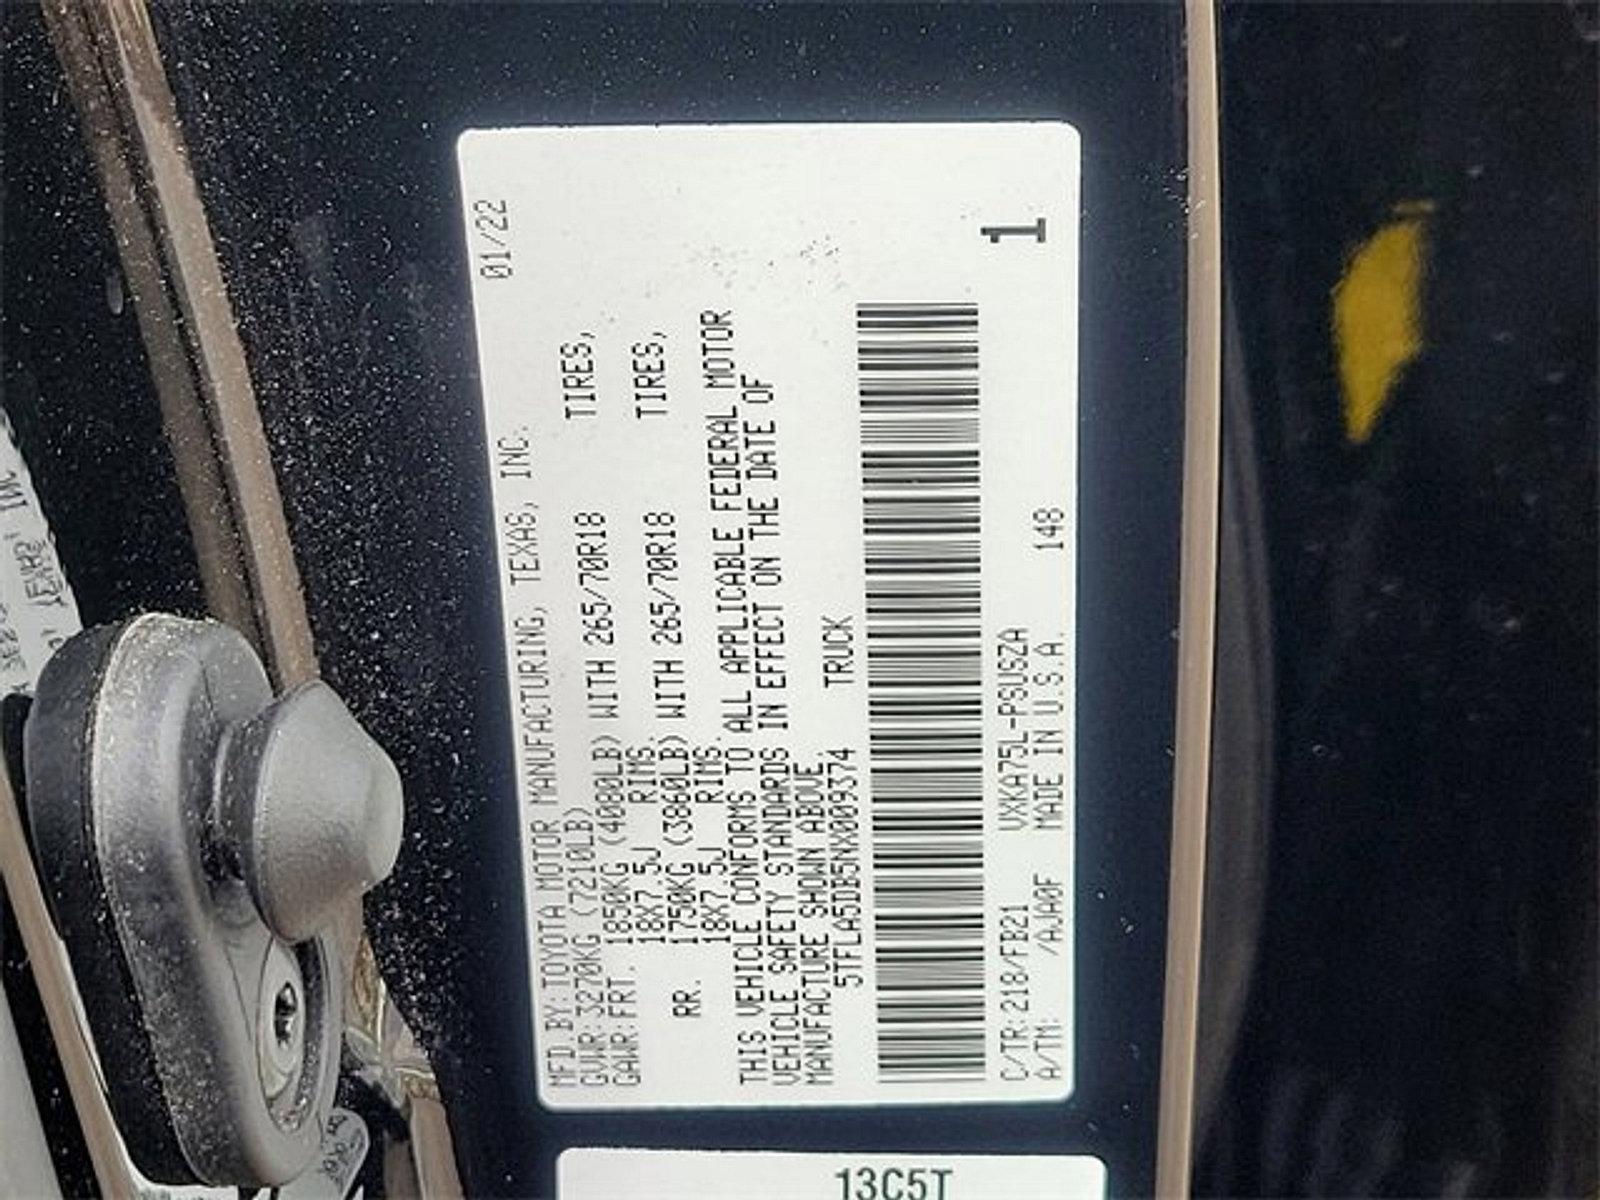 MFD.BY:TOYOTA MOTOR MANUFACTURING, TEXAS, INC. 01/22
GVWR:3270KG (7210LB)
GAWR:FRT. 1850KG (4080LB) WITH 265/70R18 TIRES,
18X7.5J RIMS.
RR. 1750KG (3860LB) WITH 265/70R18 TIRES,
18X7.5J RIMS.
THIS VEHICLE CONFORMS TO ALL APPLICABLE FEDERAL MOTOR
VEHICLE SAFETY STANDARDS IN EFFECT ON THE DATE OF
MANUFACTURE SHOWN ABOVE
5TFLA5DB5NX009374 TRUCK
C/TR:218/FB21 VXKA75L-PSUSZA 1
A/TM: /AJA0F MADE IN U.S.A. 148
13C5T